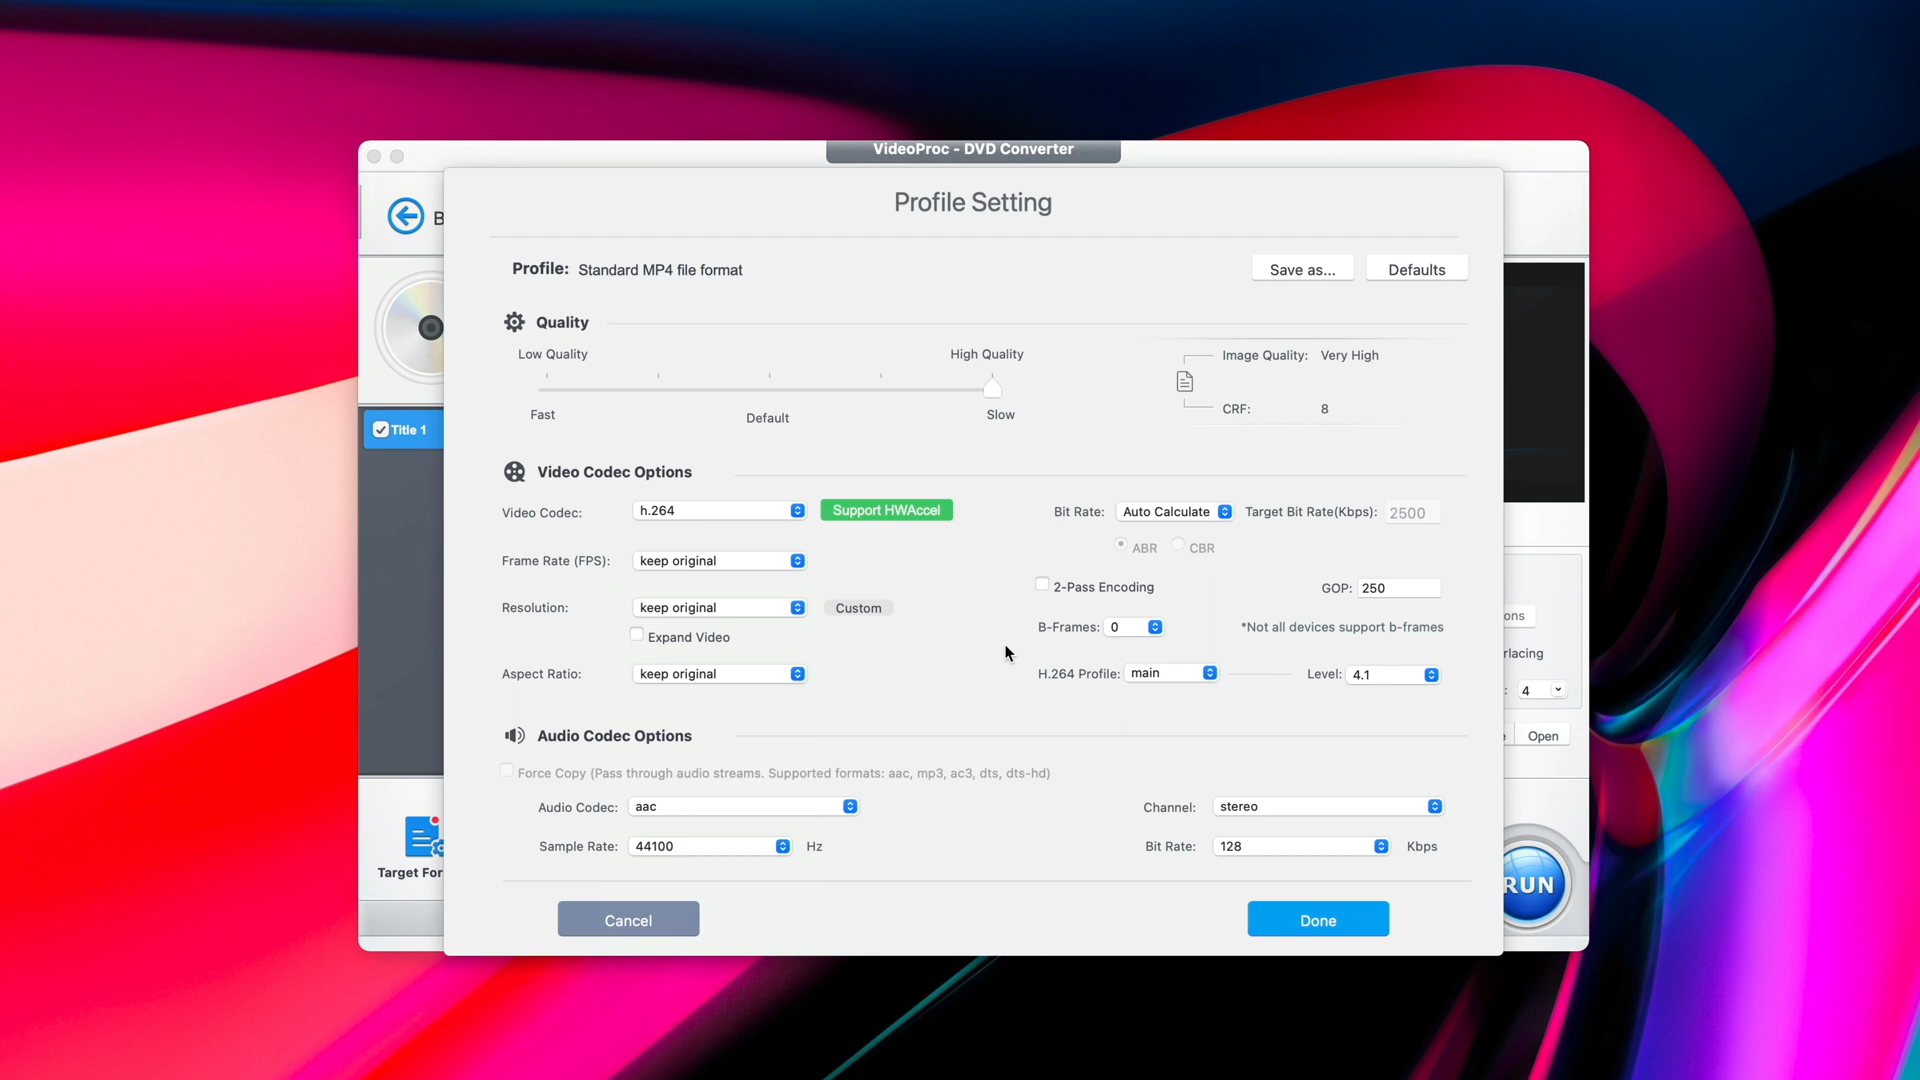 VideoProc - DVD Converter
Profile Setting
B
Profile: Standard MP4 file format
Save as...
Defaults
Quality
Low Quality
High Quality
Image Quality: Very High
Fast
Default
Slow
CRF: 8
Title 1
Video Codec Options
Video Codec: h.264
Support HWAccel
Bit Rate: Auto Calculate
Target Bit Rate(Kbps): 2500
ABR
CBR
Frame Rate (FPS): keep original
2-Pass Encoding
GOP: 250
Resolution: keep original
Custom
Expand Video
B-Frames: 0
*Not all devices support b-frames
Aspect Ratio: keep original
H.264 Profile: main
Level: 4.1
ons
rlacing
: 4
Open
Audio Codec Options
Force Copy (Pass through audio streams. Supported formats: aac, mp3, ac3, dts, dts-hd)
Audio Codec: aac
Channel: stereo
Sample Rate: 44100 Hz
Bit Rate: 128 Kbps
Target For
RUN
Cancel
Done